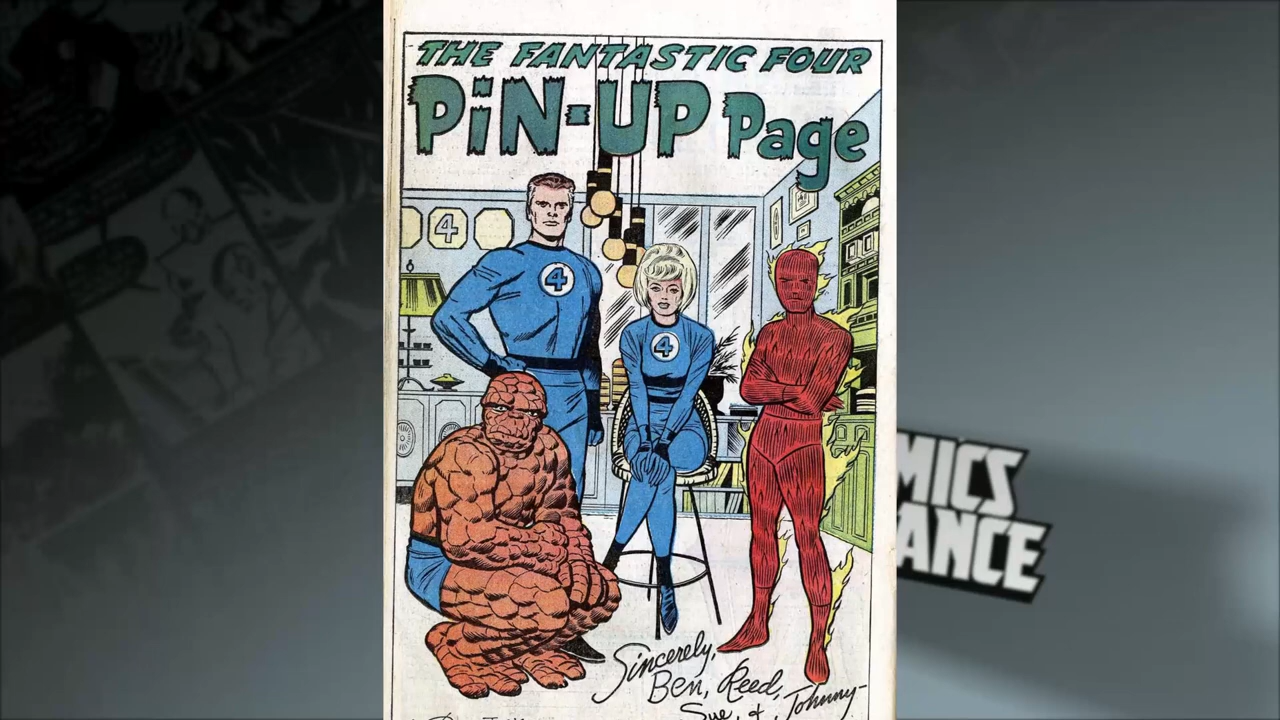 THE FANTASTIC FOUR
PiN-UP Page
4
4
4
Sincerely,
Ben, Reed,
Sue, & Johnny-
MICS
ANCE